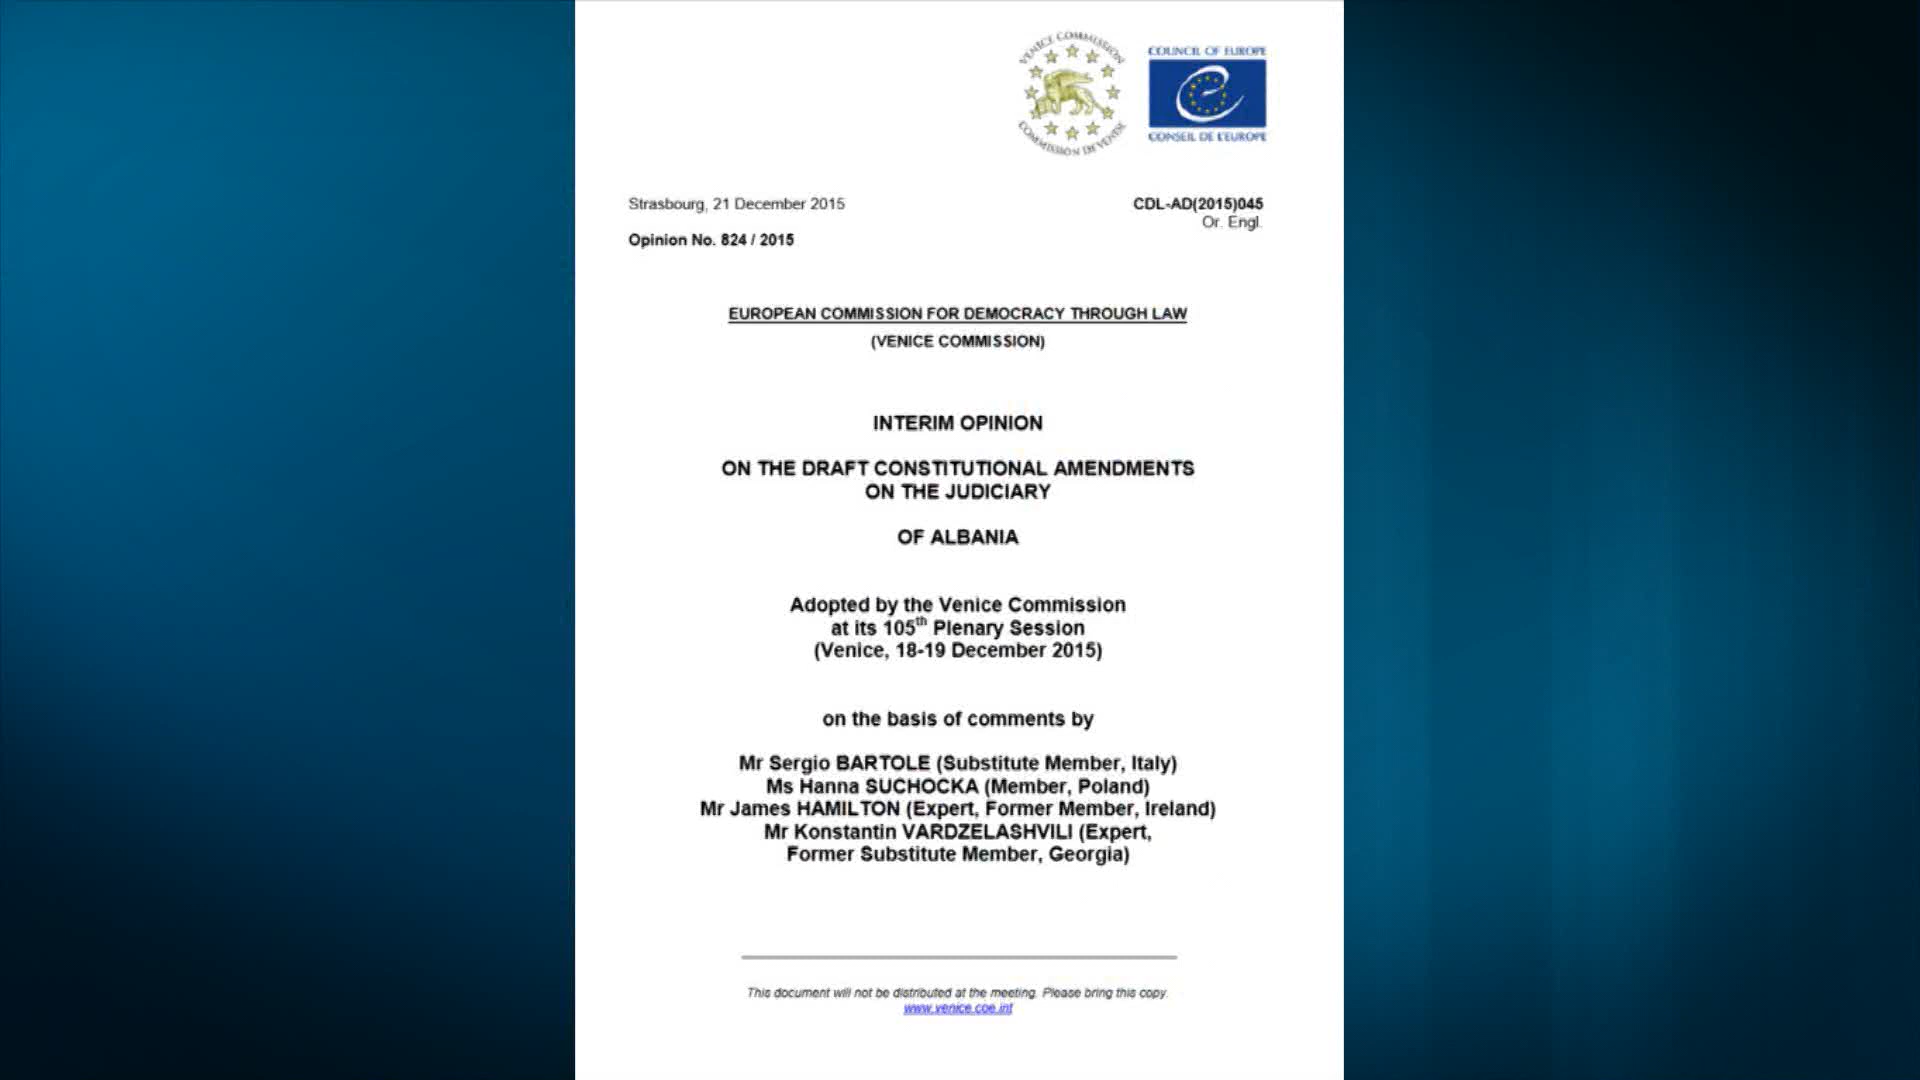 VENICE COMMISSION
COMMISSION DE VENISE
COUNCIL OF EUROPE
CONSEIL DE L'EUROPE
Strasbourg, 21 December 2015
CDL-AD(2015)045
Or. Engl.
Opinion No. 824 / 2015
EUROPEAN COMMISSION FOR DEMOCRACY THROUGH LAW
(VENICE COMMISSION)
INTERIM OPINION
ON THE DRAFT CONSTITUTIONAL AMENDMENTS
ON THE JUDICIARY
OF ALBANIA
Adopted by the Venice Commission
at its 105th Plenary Session
(Venice, 18-19 December 2015)
on the basis of comments by
Mr Sergio BARTOLE (Substitute Member, Italy)
Ms Hanna SUCHOCKA (Member, Poland)
Mr James HAMILTON (Expert, Former Member, Ireland)
Mr Konstantin VARDZELASHVILI (Expert,
Former Substitute Member, Georgia)
This document will not be distributed at the meeting. Please bring this copy.
www.venice.coe.int